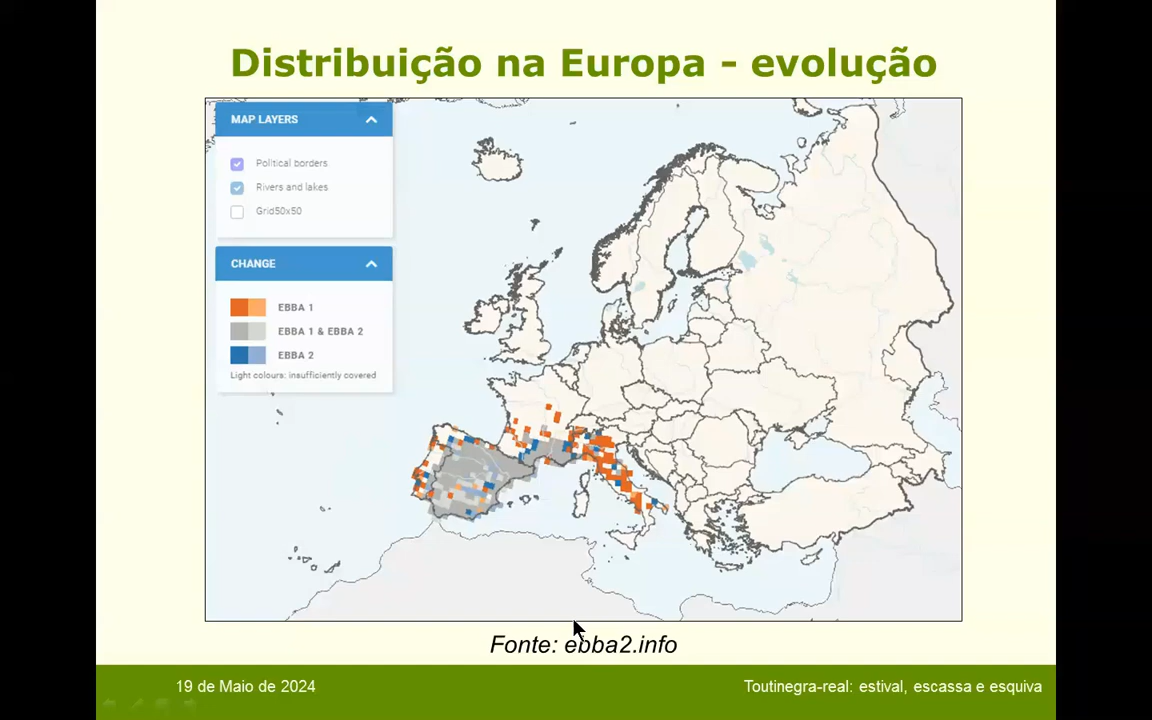 Distribuição na Europa - evolução
MAP LAYERS
Political borders
Rivers and lakes
Grid50x50
CHANGE
EBBA 1
EBBA 1 & EBBA 2
EBBA 2
Light colours: insufficiently covered
Fonte: ebba2.info
19 de Maio de 2024
Toutinegra-real: estival, escassa e esquiva